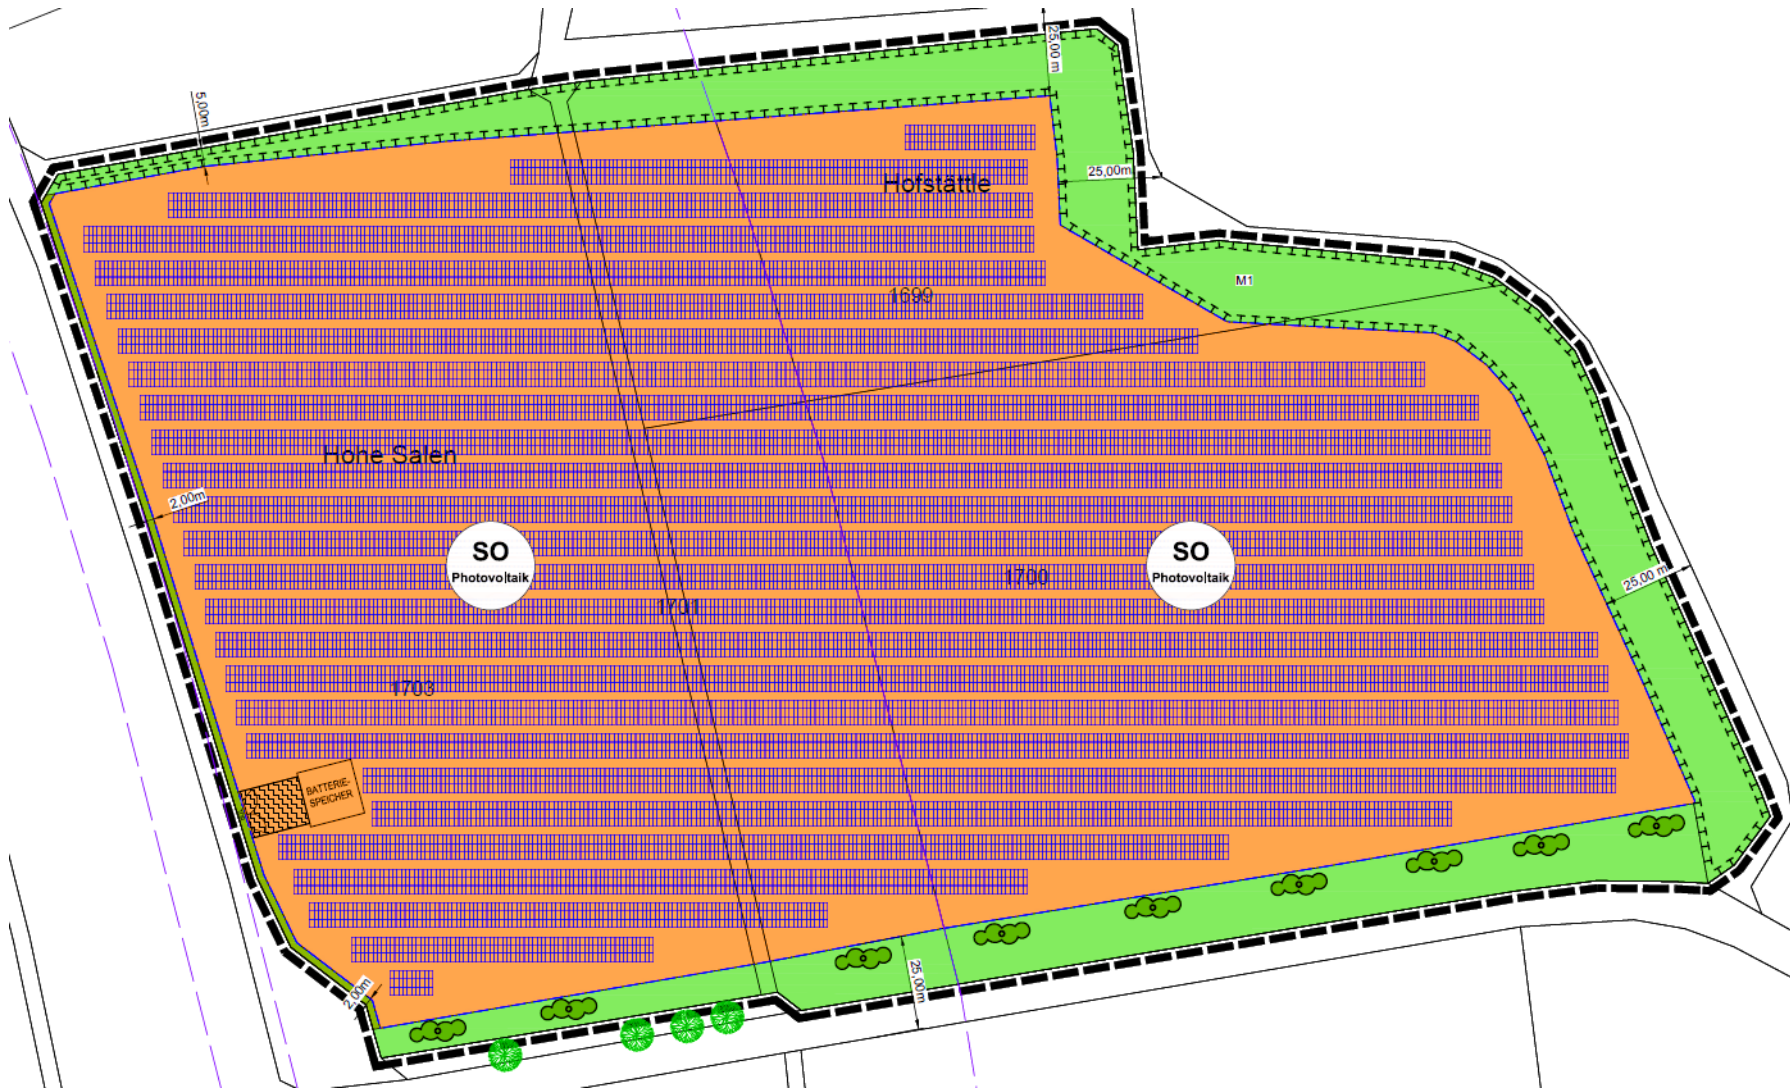 25,00 m
5,00m
25,00m
Hofstättle
M1
1699
Hohe Salen
2,00m
SO
Photovoltaik
SO
Photovoltaik
1700
25,00 m
1701
1703
BATTERIE-
SPEICHER
25,00m
2,00m